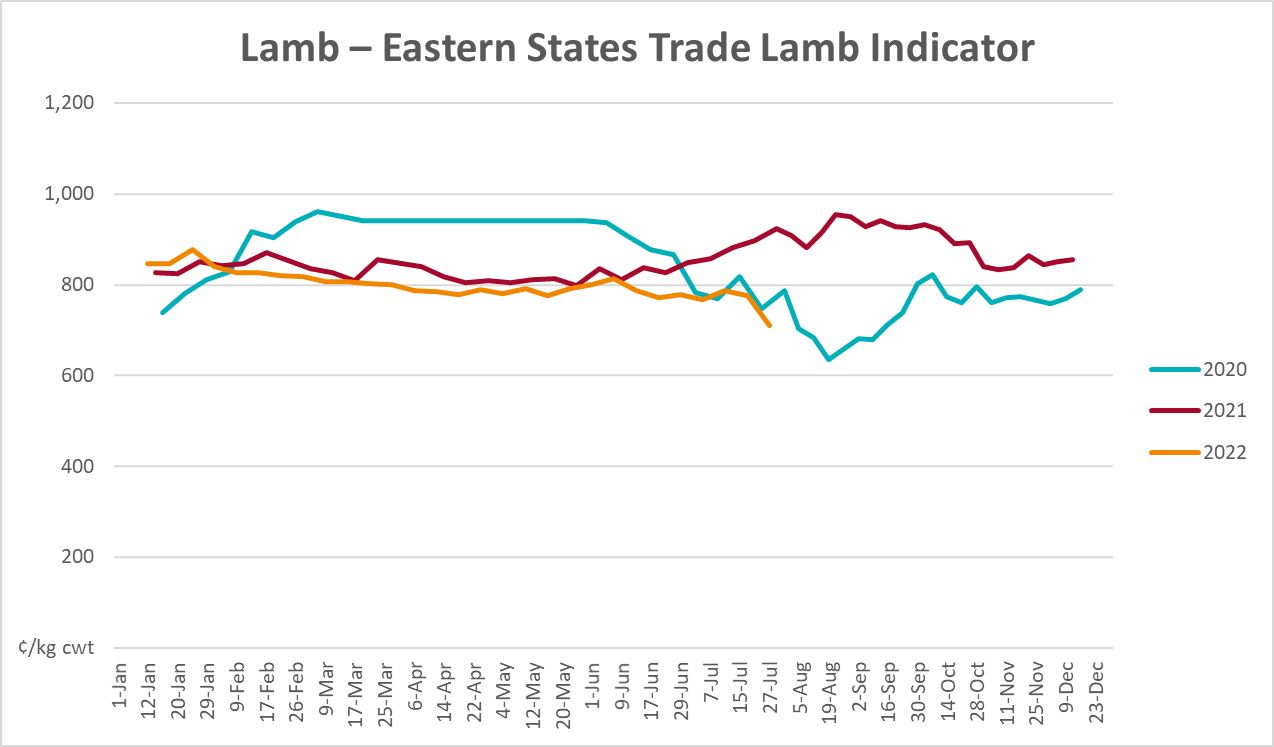 Lamb – Eastern States Trade Lamb Indicator
1,200
1,000
800
600
400
200
¢/kg cwt
1-Jan
12-Jan
20-Jan
29-Jan
9-Feb
17-Feb
26-Feb
9-Mar
17-Mar
25-Mar
6-Apr
14-Apr
22-Apr
4-May
12-May
20-May
1-Jun
9-Jun
17-Jun
29-Jun
7-Jul
15-Jul
27-Jul
5-Aug
19-Aug
2-Sep
16-Sep
30-Sep
14-Oct
28-Oct
11-Nov
25-Nov
9-Dec
23-Dec
2020
2021
2022